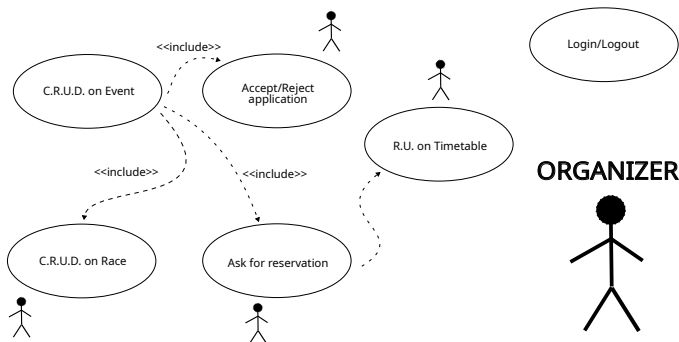 Login/Logout
<<include>>
C.R.U.D. on Event
Accept/Reject
application
R.U. on Timetable
<<include>>
<<include>>
ORGANIZER
C.R.U.D. on Race
Ask for reservation